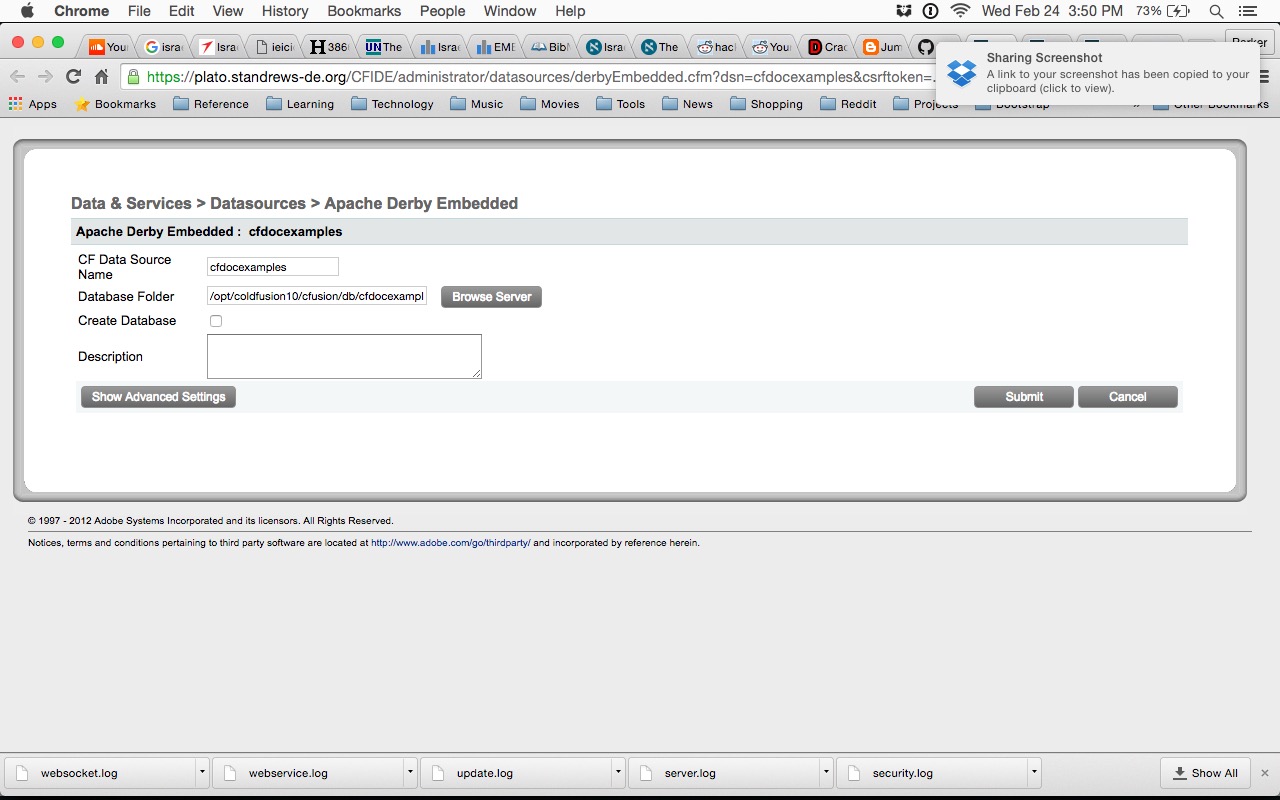 Chrome File Edit View History Bookmarks People Window Help Wed Feb 24 3:50 PM 73%
You Israe Isra ieicio 386 UN The Isra EME Bibl Isra The hac You Crac Jum
https://plato.standrews-de.org/CFIDE/administrator/datasources/derbyEmbedded.cfm?dsn=cfdocexamples&csrftoken=
Sharing Screenshot
A link to your screenshot has been copied to your
clipboard (click to view).
Apps Bookmarks Reference Learning Technology Music Movies Tools News Shopping Reddit Projects Bootstrap » Other Bookmarks
Data & Services > Datasources > Apache Derby Embedded
Apache Derby Embedded : cfdocexamples
CF Data Source
Name
cfdocexamples
Database Folder /opt/coldfusion10/cfusion/db/cfdocexampl Browse Server
Create Database
Description
Show Advanced Settings Submit Cancel
© 1997 - 2012 Adobe Systems Incorporated and its licensors. All Rights Reserved.
Notices, terms and conditions pertaining to third party software are located at http://www.adobe.com/go/thirdparty/ and incorporated by reference herein.
websocket.log webservice.log update.log server.log security.log Show All